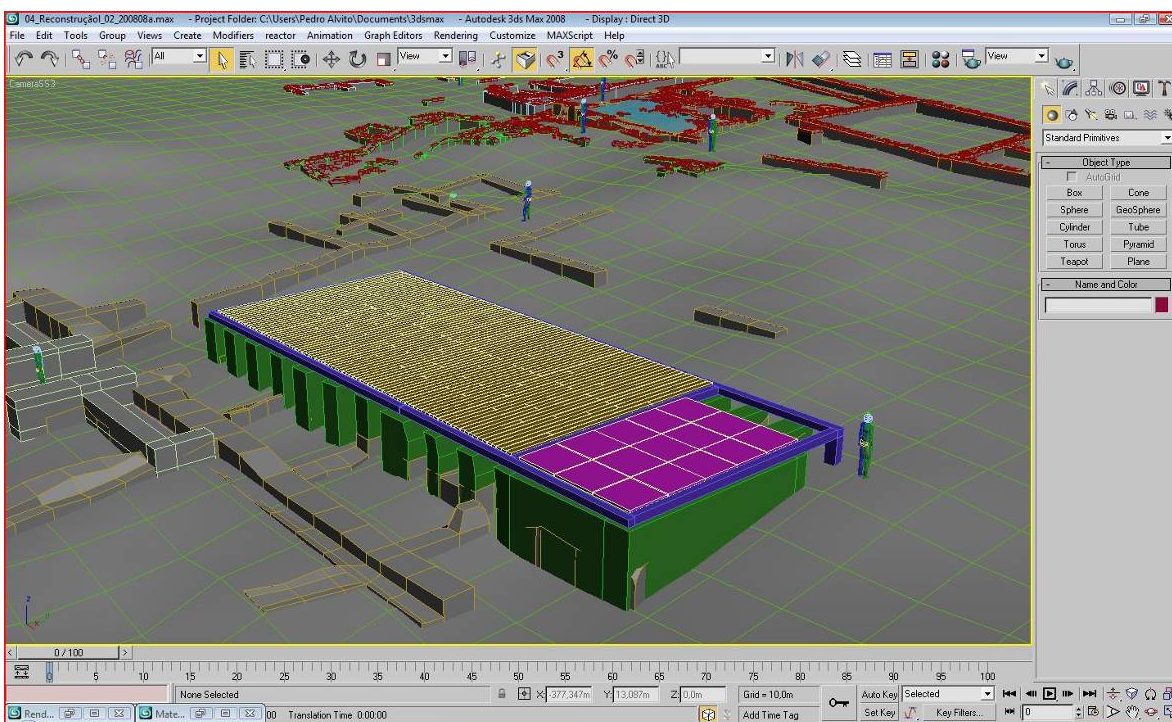 04_ReconstruçãoI_02_200808a.max - Project Folder: C:\Users\Pedro Alvito\Documents\3dsmax - Autodesk 3ds Max 2008 - Display : Direct 3D
File Edit Tools Group Views Create Modifiers reactor Animation Graph Editors Rendering Customize MAXScript Help
All View View
CameraSS3
Standard Primitives
- Object Type
AutoGrid
Box Cone
Sphere GeoSphere
Cylinder Tube
Torus Pyramid
Teapot Plane
- Name and Color
z
x
< 0 / 100 >
0 5 10 15 20 25 30 35 40 45 50 55 60 65 70 75 80 85 90 95 100
None Selected X: -377,347m Y: 13,087m Z: 0,0m Grid = 10,0m Auto Key Selected
Rend... Mate... 00 Translation Time 0:00:00 Add Time Tag Set Key Key Filters... 0